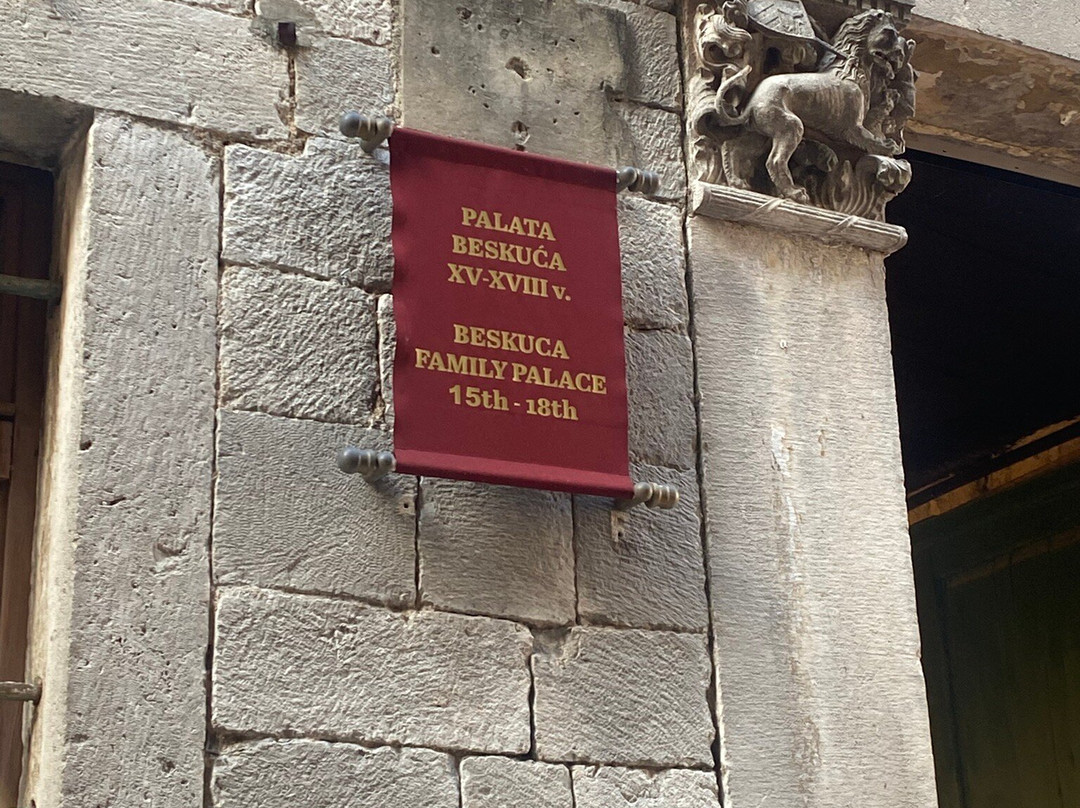 PALATA
BESKUĆA
XV-XVIII v.
BESKUCA
FAMILY PALACE
15th - 18th